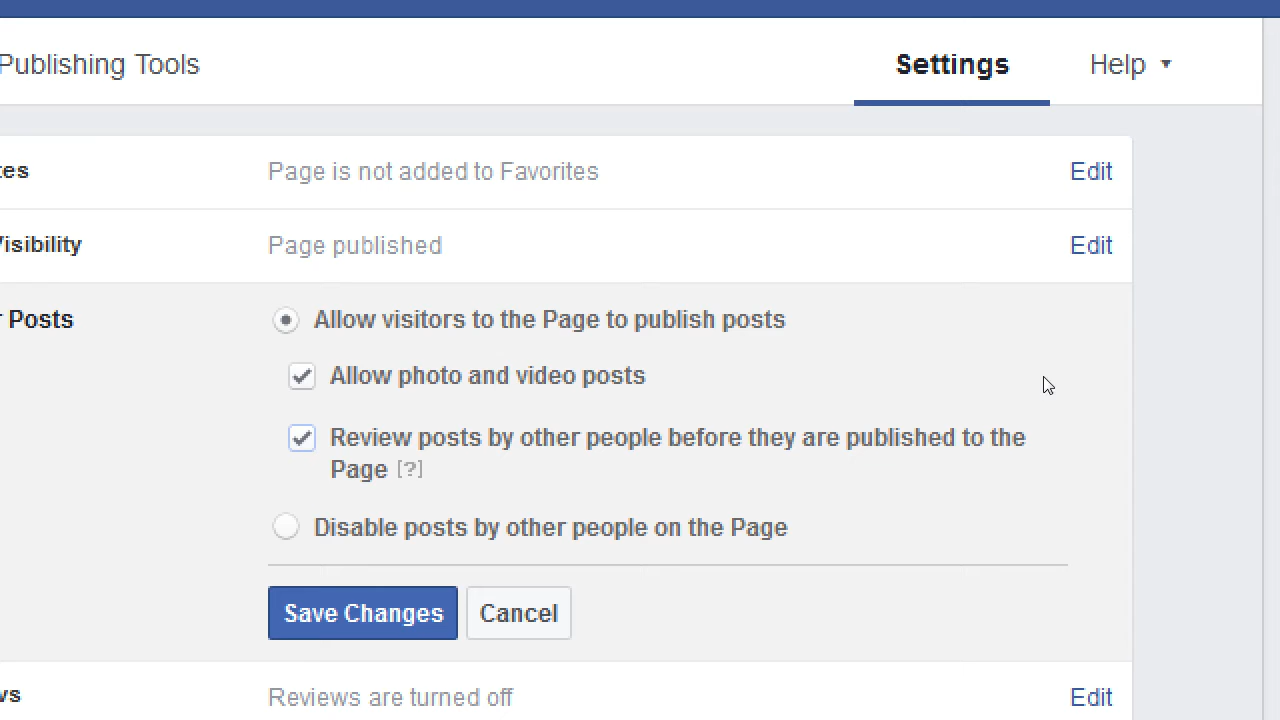 Publishing Tools Settings Help
Page is not added to Favorites Edit
Visibility Page published Edit
Posts Allow visitors to the Page to publish posts
Allow photo and video posts
Review posts by other people before they are published to the
Page [?]
Disable posts by other people on the Page
Save Changes Cancel
Reviews are turned off Edit